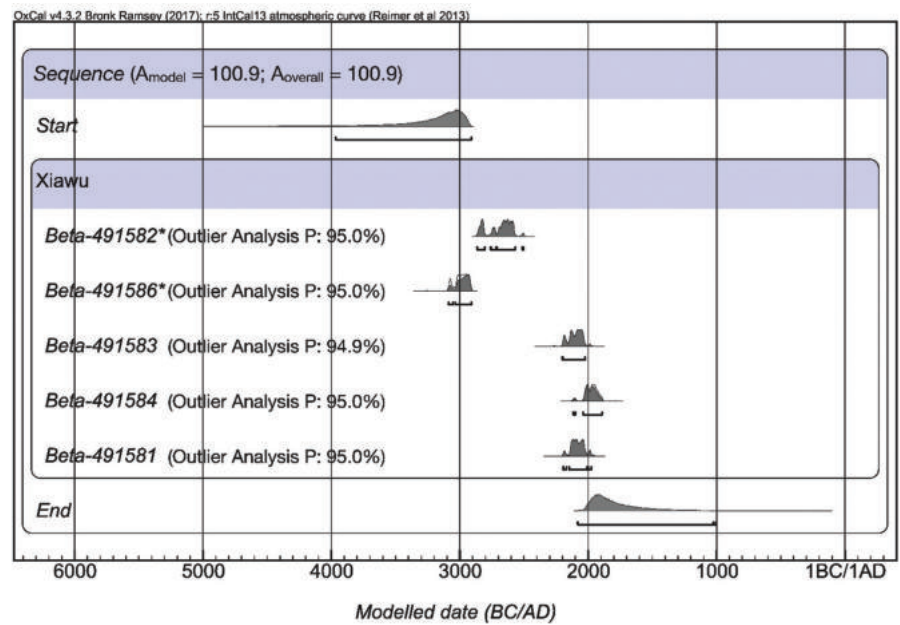 OxCal v4.3.2 Bronk Ramsey (2017); r:5 IntCal13 atmospheric curve (Reimer et al 2013)
Sequence (Amodel = 100.9; Aoverall = 100.9)
Start
Xiawu
Beta-491582* (Outlier Analysis P: 95.0%)
Beta-491586* (Outlier Analysis P: 95.0%)
Beta-491583 (Outlier Analysis P: 94.9%)
Beta-491584 (Outlier Analysis P: 95.0%)
Beta-491581 (Outlier Analysis P: 95.0%)
End
6000 5000 4000 3000 2000 1000 1BC/1AD
Modelled date (BC/AD)